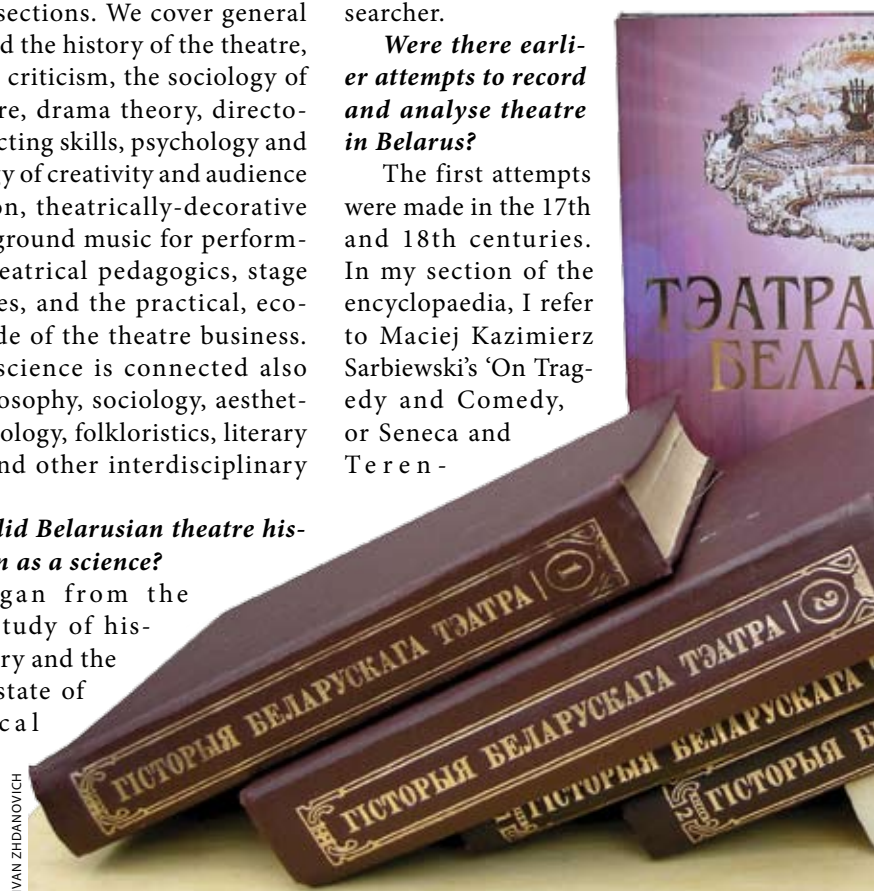 sections. We cover general
d the history of the theatre,
criticism, the sociology of
re, drama theory, directo-
cting skills, psychology and
y of creativity and audience
on, theatrically-decorative
ground music for perform-
eatrical pedagogics, stage
es, and the practical, eco-
de of the theatre business.
science is connected also
osophy, sociology, aesthet-
ology, folkloristics, literary
nd other interdisciplinary
did Belarusian theatre his-
n as a science?
gan from the
tudy of his-
ry and the
state of
cal
searcher.
Were there earli-
er attempts to record
and analyse theatre
in Belarus?
The first attempts
were made in the 17th
and 18th centuries.
In my section of the
encyclopaedia, I refer
to Maciej Kazimierz
Sarbiewski's 'On Trag-
edy and Comedy,
or Seneca and
Teren-
ТЭАТРА
БЕЛА
ГІСТОРЫЯ БЕЛАРУСКАГА ТЭАТРА 1
ГІСТОРЫЯ БЕЛАРУСКАГА ТЭАТРА 2
ГІСТОРЫЯ БЕЛАРУСКАГА
2 ГІСТОРЫЯ Б
IVAN ZHDANOVICH